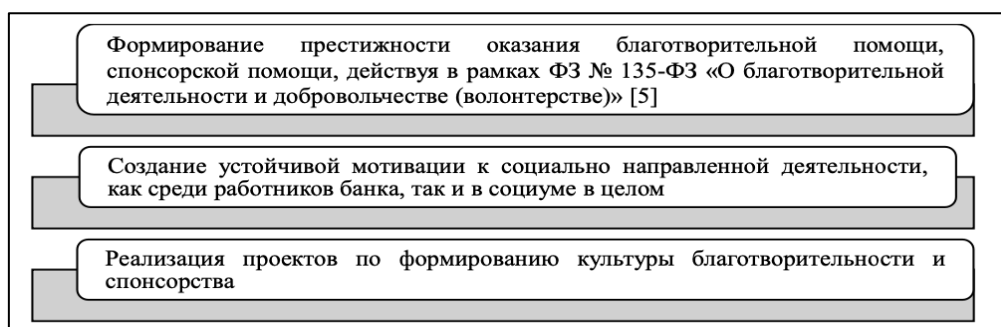 Формирование престижности оказания благотворительной помощи,
спонсорской помощи, действуя в рамках ФЗ № 135-ФЗ «О благотворительной
деятельности и добровольчестве (волонтерстве)» [5]
Создание устойчивой мотивации к социально направленной деятельности,
как среди работников банка, так и в социуме в целом
Реализация проектов по формированию культуры благотворительности и
спонсорства